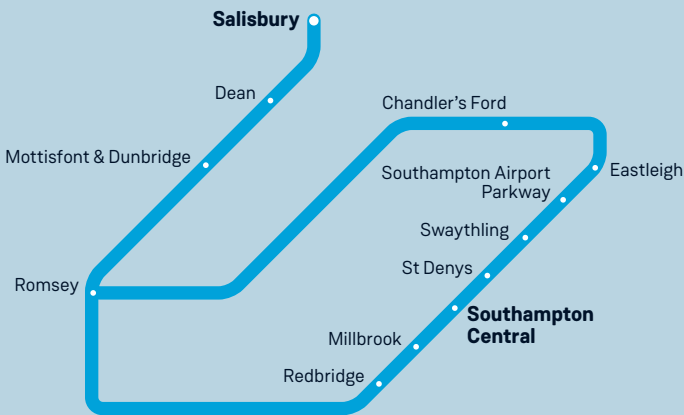 Salisbury
Dean
Chandler's Ford
Mottisfont & Dunbridge
Southampton Airport
Parkway
Eastleigh
Swaythling
St Denys
Romsey
Southampton
Central
Millbrook
Redbridge